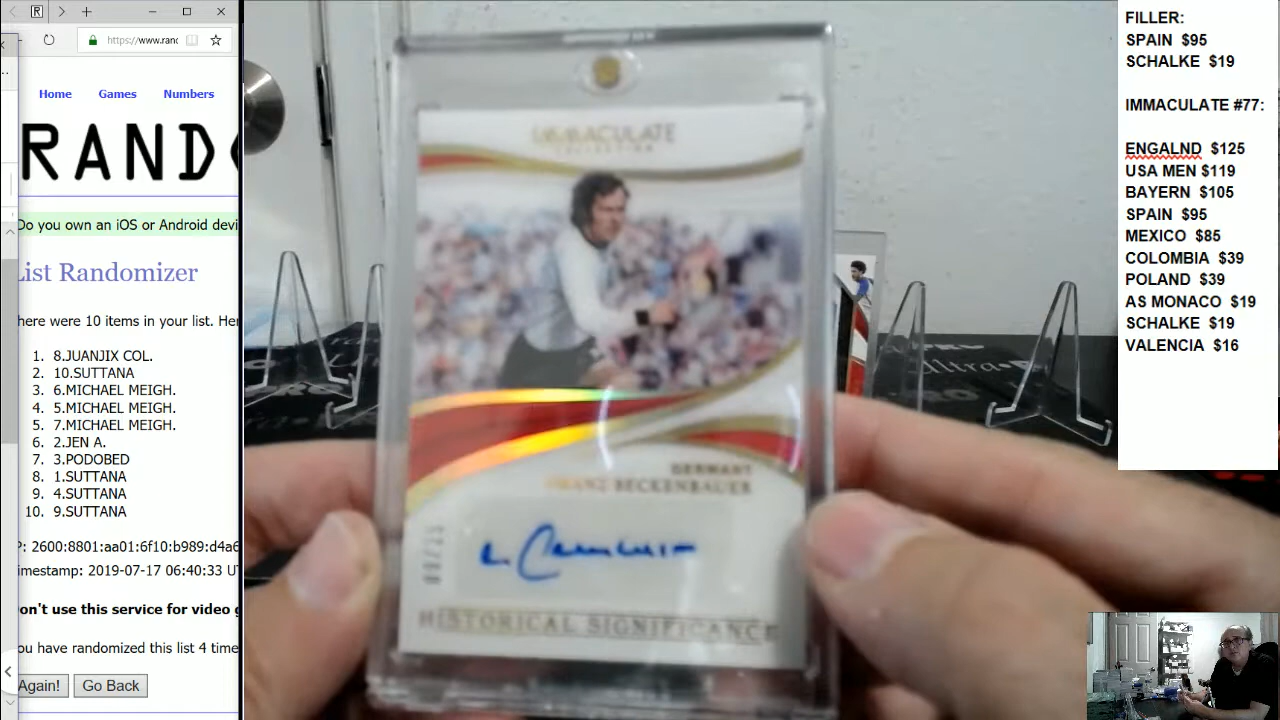 https://www.ranc
Home Games Numbers
RANDO
Do you own an iOS or Android devi
List Randomizer
here were 10 items in your list. Her
1. 8.JUANJIX COL.
2. 10.SUTTANA
3. 6.MICHAEL MEIGH.
4. 5.MICHAEL MEIGH.
5. 7.MICHAEL MEIGH.
6. 2.JEN A.
7. 3.PODOBED
8. 1.SUTTANA
9. 4.SUTTANA
10. 9.SUTTANA
P: 2600:8801:aa01:6f10:b989:d4a6
imestamp: 2019-07-17 06:40:33 U
on't use this service for video g
ou have randomized this list 4 time
Again! Go Back
IMMACULATE
COLLECTION
GERMANY
FRANZ BECKENBAUER
HISTORICAL SIGNIFICANCE
Ultra
FILLER:
SPAIN $95
SCHALKE $19
IMMACULATE #77:
ENGALND $125
USA MEN $119
BAYERN $105
SPAIN $95
MEXICO $85
COLOMBIA $39
POLAND $39
AS MONACO $19
SCHALKE $19
VALENCIA $16